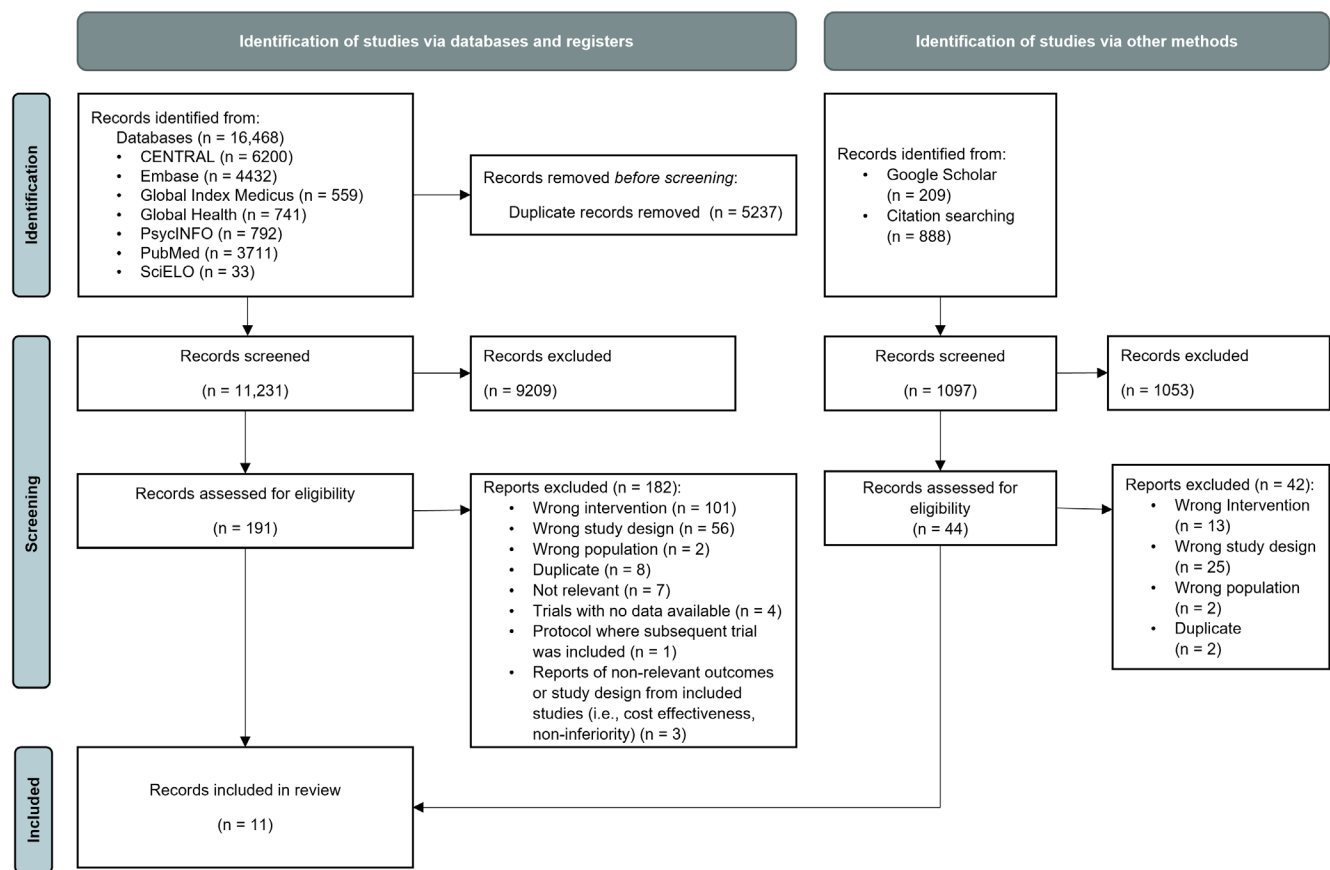 Identification of studies via databases and registers
Identification of studies via other methods
Identification
Records identified from:
Databases (n = 16,468)
• CENTRAL (n = 6200)
• Embase (n = 4432)
• Global Index Medicus (n = 559)
• Global Health (n = 741)
• PsycINFO (n = 792)
• PubMed (n = 3711)
• SciELO (n = 33)
Records removed before screening:
Duplicate records removed (n = 5237)
Records identified from:
• Google Scholar
(n = 209)
• Citation searching
(n = 888)
Screening
Records screened
(n = 11,231)
Records excluded
(n = 9209)
Records screened
(n = 1097)
Records excluded
(n = 1053)
Records assessed for eligibility
(n = 191)
Reports excluded (n = 182):
• Wrong intervention (n = 101)
• Wrong study design (n = 56)
• Wrong population (n = 2)
• Duplicate (n = 8)
• Not relevant (n = 7)
• Trials with no data available (n = 4)
• Protocol where subsequent trial
was included (n = 1)
• Reports of non-relevant outcomes
or study design from included
studies (i.e., cost effectiveness,
non-inferiority) (n = 3)
Records assessed for
eligibility
(n = 44)
Reports excluded (n = 42):
• Wrong Intervention
(n = 13)
• Wrong study design
(n = 25)
• Wrong population
(n = 2)
• Duplicate
(n = 2)
Included
Records included in review
(n = 11)